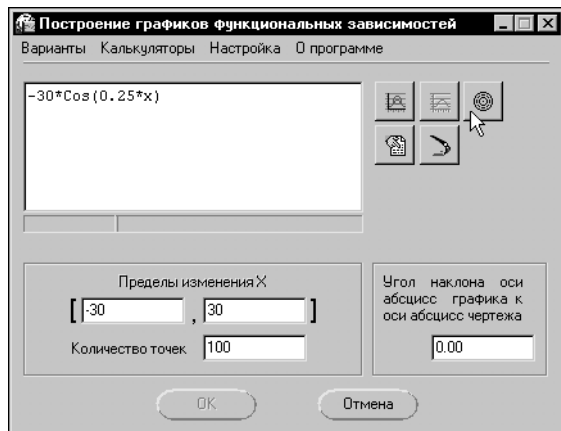 Построение графиков функциональных зависимостей
Варианты Калькуляторы Настройка О программе
-30*Cos(0.25*x)
Пределы изменения X
[ -30 , 30 ]
Количество точек 100
Угол наклона оси
абсцисс графика к
оси абсцисс чертежа
0.00
OK Отмена